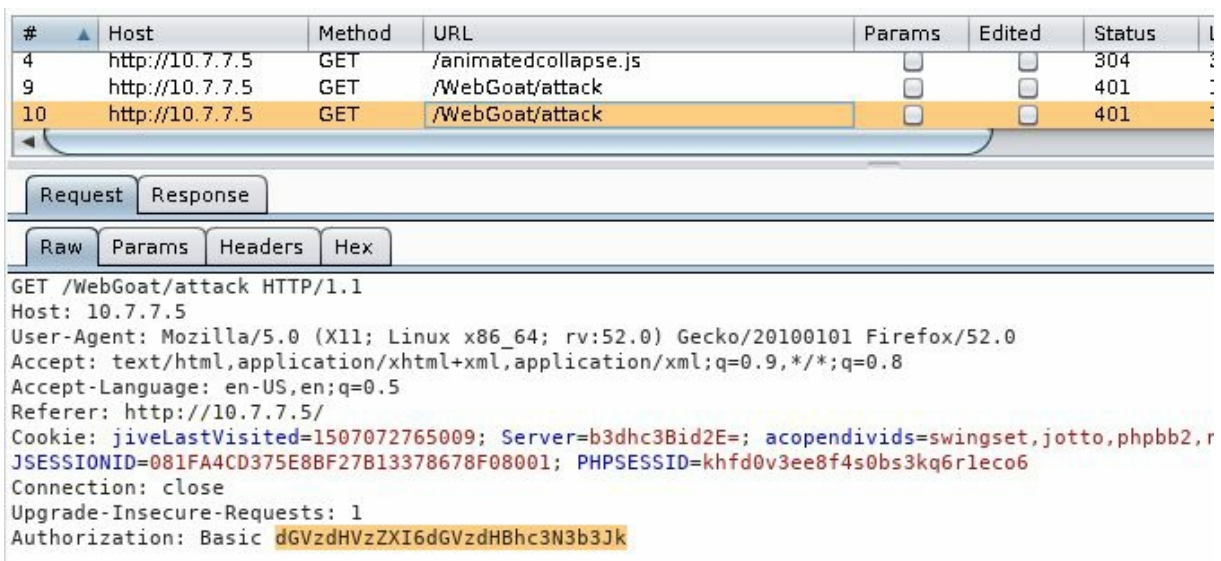 # Host Method URL Params Edited Status L
4 http://10.7.7.5 GET /animatedcollapse.js 304
9 http://10.7.7.5 GET /WebGoat/attack 401
10 http://10.7.7.5 GET /WebGoat/attack 401
Request Response
Raw Params Headers Hex
GET /WebGoat/attack HTTP/1.1
Host: 10.7.7.5
User-Agent: Mozilla/5.0 (X11; Linux x86_64; rv:52.0) Gecko/20100101 Firefox/52.0
Accept: text/html,application/xhtml+xml,application/xml;q=0.9,*/*;q=0.8
Accept-Language: en-US,en;q=0.5
Referer: http://10.7.7.5/
Cookie: jiveLastVisited=1507072765009; Server=b3dhc3Bid2E=; acopendivids=swingset,jotto,phpbb2,r
JSESSIONID=081FA4CD375E8BF27B13378678F08001; PHPSESSID=khfd0v3ee8f4s0bs3kq6rleco6
Connection: close
Upgrade-Insecure-Requests: 1
Authorization: Basic dGVzdHVzZXI6dGVzdHBhc3N3b3Jk